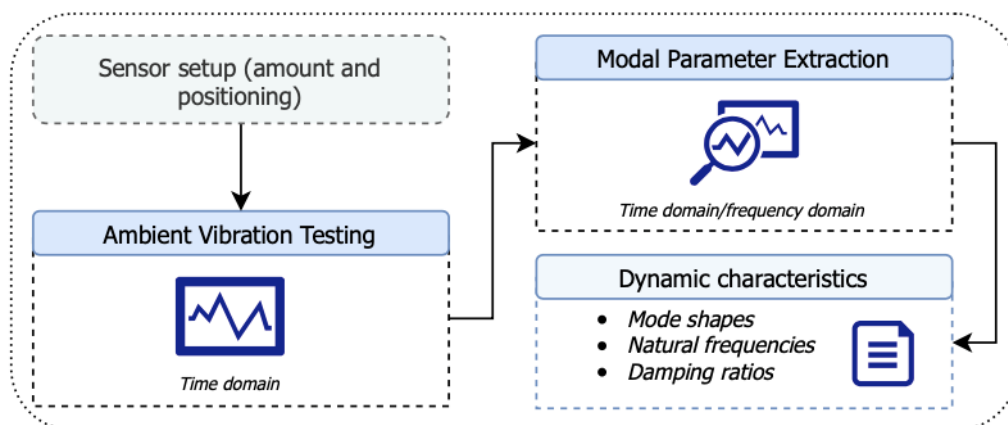 Sensor setup (amount and
positioning)
Ambient Vibration Testing
Time domain
Modal Parameter Extraction
Time domain/frequency domain
Dynamic characteristics
• Mode shapes
• Natural frequencies
• Damping ratios